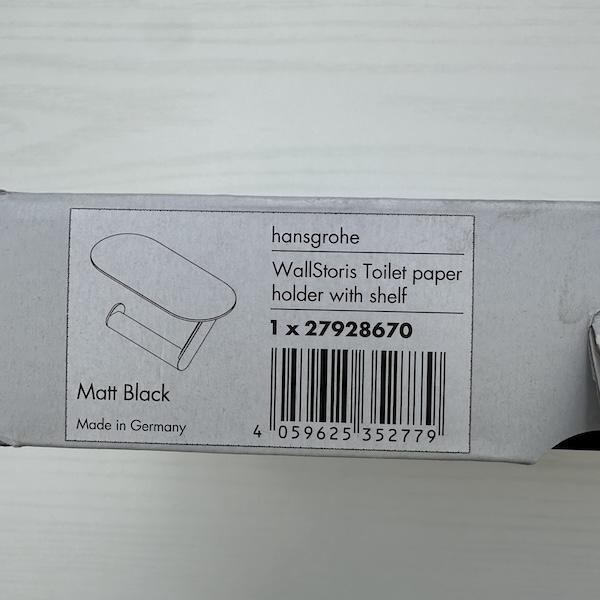 hansgrohe
WallStoris Toilet paper
holder with shelf
1 x 27928670
Matt Black
Made in Germany
4 059625 352779